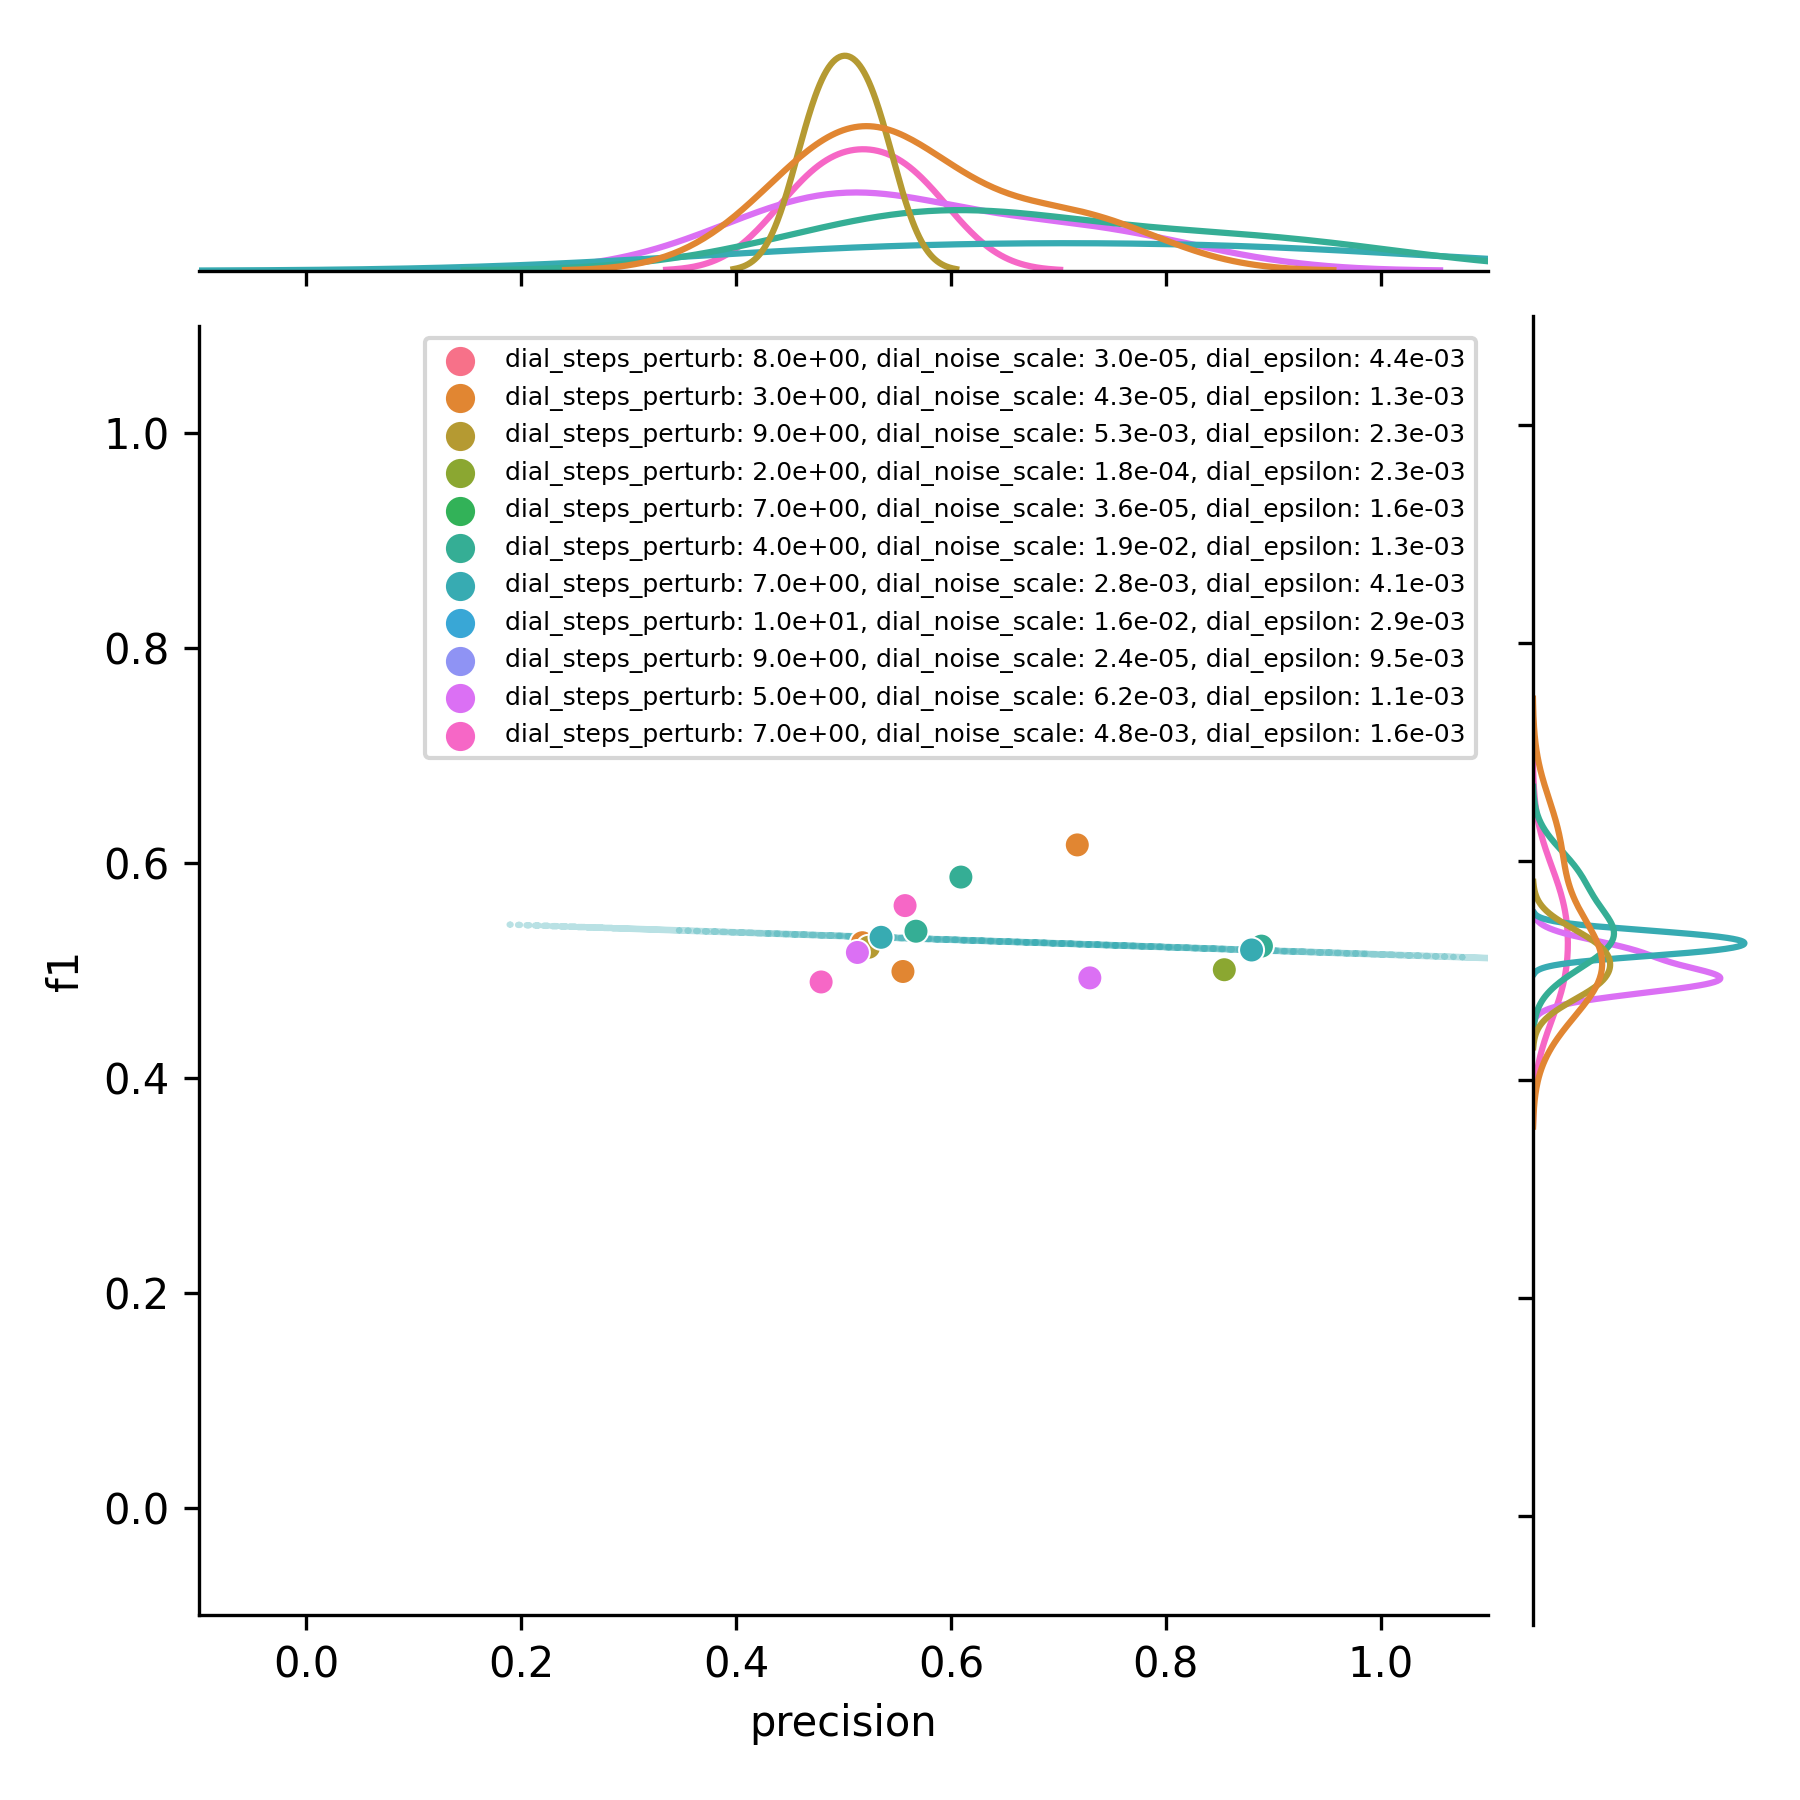 dial_steps_perturb: 8.0e+00, dial_noise_scale: 3.0e-05, dial_epsilon: 4.4e-03
dial_steps_perturb: 3.0e+00, dial_noise_scale: 4.3e-05, dial_epsilon: 1.3e-03
dial_steps_perturb: 9.0e+00, dial_noise_scale: 5.3e-03, dial_epsilon: 2.3e-03
dial_steps_perturb: 2.0e+00, dial_noise_scale: 1.8e-04, dial_epsilon: 2.3e-03
dial_steps_perturb: 7.0e+00, dial_noise_scale: 3.6e-05, dial_epsilon: 1.6e-03
dial_steps_perturb: 4.0e+00, dial_noise_scale: 1.9e-02, dial_epsilon: 1.3e-03
dial_steps_perturb: 7.0e+00, dial_noise_scale: 2.8e-03, dial_epsilon: 4.1e-03
dial_steps_perturb: 1.0e+01, dial_noise_scale: 1.6e-02, dial_epsilon: 2.9e-03
dial_steps_perturb: 9.0e+00, dial_noise_scale: 2.4e-05, dial_epsilon: 9.5e-03
dial_steps_perturb: 5.0e+00, dial_noise_scale: 6.2e-03, dial_epsilon: 1.1e-03
dial_steps_perturb: 7.0e+00, dial_noise_scale: 4.8e-03, dial_epsilon: 1.6e-03
1.0
0.8
0.6
0.4
0.2
0.0
f1
0.0 0.2 0.4 0.6 0.8 1.0
precision